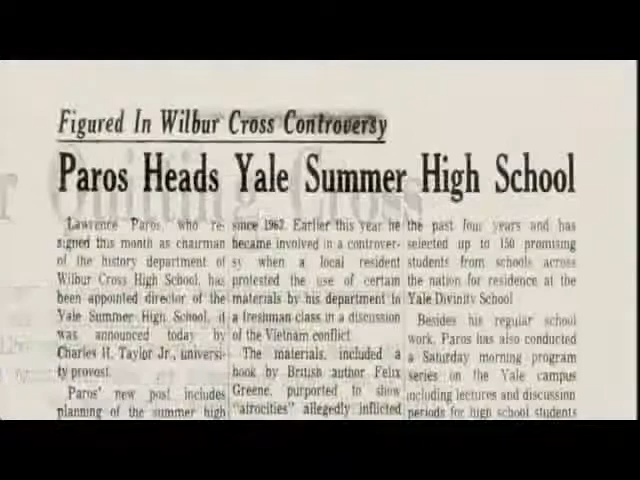 Figured In Wilbur Cross Controversy
Paros Heads Yale Summer High School
Lawrence Paros, who re-
signed this month as chairman
of the history department of
Wilbur Cross High School, has
been appointed director of the
Yale Summer High School, it
was announced today by
Charles H. Taylor Jr., universi-
ty provost.
Paros' new post includes
planning of the summer high
since 1962. Earlier this year he
became involved in a controver-
sy when a local resident
protested the use of certain
materials by his department in
a freshman class in a discussion
of the Vietnam conflict.
The materials, included a
book by British author Felix
Greene, purported to show
"atrocities" allegedly inflicted
the past four years and has
selected up to 150 promising
students from schools across
the nation for residence at the
Yale Divinity School
Besides his regular school
work, Paros has also conducted
a Saturday morning program
series on the Yale campus
including lectures and discussion
periods for high school students
Quitting Cross